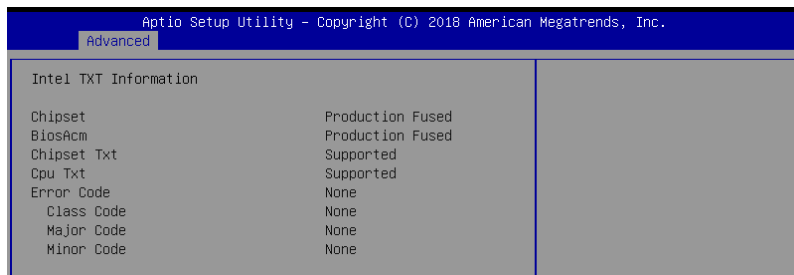 Aptio Setup Utility – Copyright (C) 2018 American Megatrends, Inc.
Advanced
Intel TXT Information
Chipset Production Fused
BiosAcm Production Fused
Chipset Txt Supported
Cpu Txt Supported
Error Code None
Class Code None
Major Code None
Minor Code None